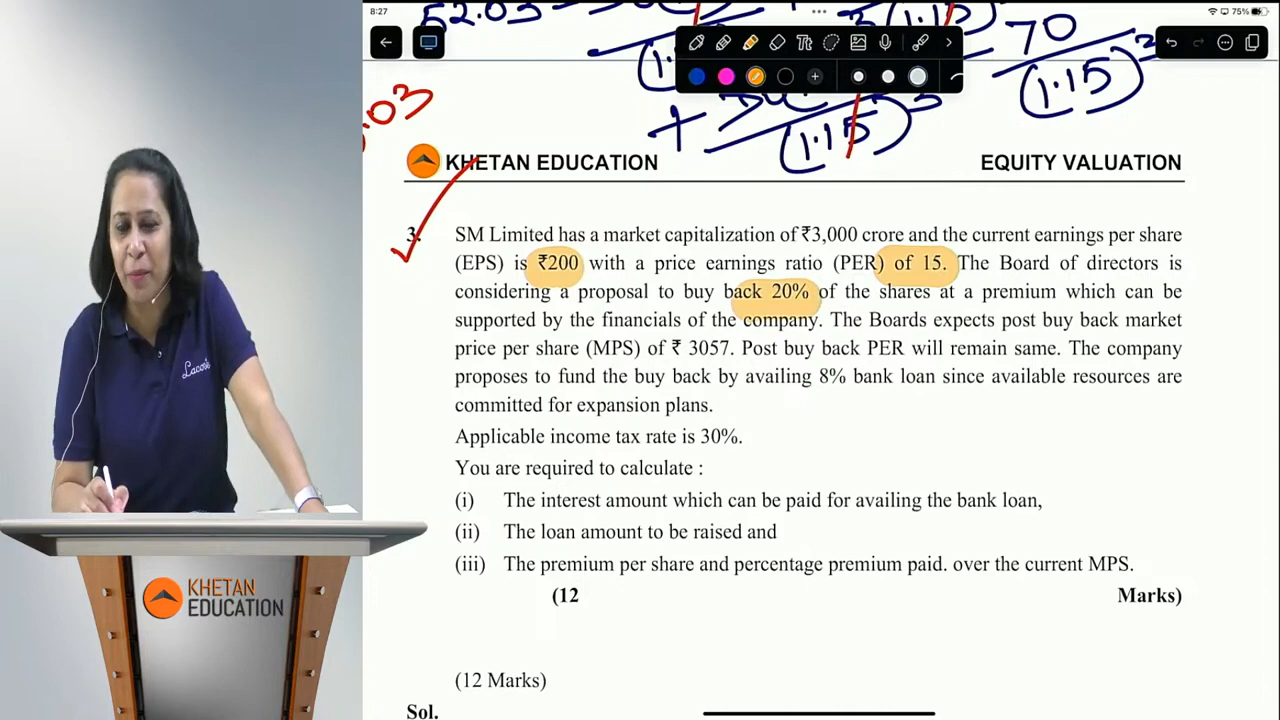 8:27
75%
52.03
70
(1.15)
(1.15)
.03
KHETAN EDUCATION
EQUITY VALUATION
3. SM Limited has a market capitalization of ₹3,000 crore and the current earnings per share
(EPS) is ₹200 with a price earnings ratio (PER) of 15. The Board of directors is
considering a proposal to buy back 20% of the shares at a premium which can be
supported by the financials of the company. The Boards expects post buy back market
price per share (MPS) of ₹ 3057. Post buy back PER will remain same. The company
proposes to fund the buy back by availing 8% bank loan since available resources are
committed for expansion plans.
Applicable income tax rate is 30%.
You are required to calculate :
(i) The interest amount which can be paid for availing the bank loan,
(ii) The loan amount to be raised and
(iii) The premium per share and percentage premium paid. over the current MPS.
(12 Marks)
(12 Marks)
Sol.
Lacoste
KHETAN
EDUCATION